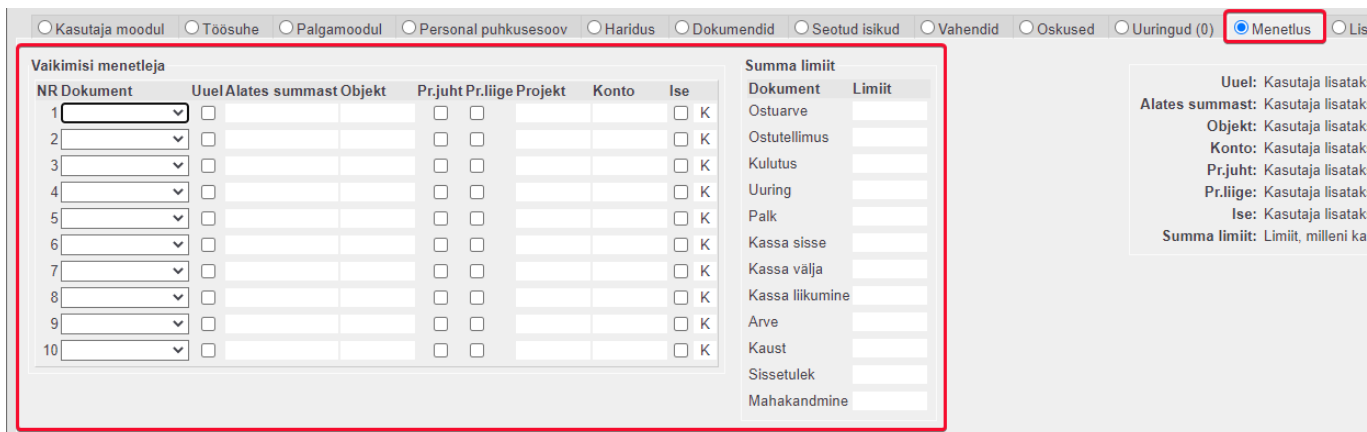 Kasutaja moodul Töösuhe Palgamoodul Personal puhkusesoov Haridus Dokumendid Seotud isikud Vahendid Oskused Uuringud (0) Menetlus Lis
Vaikimisi menetleja
NR Dokument Uuel Alates summast Objekt Pr.juht Pr.liige Projekt Konto Ise
1 K
2 K
3 K
4 K
5 K
6 K
7 K
8 K
9 K
10 K
Summa limiit
Dokument Limiit
Ostuarve
Ostutellimus
Kulutus
Uuring
Palk
Kassa sisse
Kassa välja
Kassa liikumine
Arve
Kaust
Sissetulek
Mahakandmine
Uuel: Kasutaja lisatak
Alates summast: Kasutaja lisatak
Objekt: Kasutaja lisatak
Konto: Kasutaja lisatak
Pr.juht: Kasutaja lisatak
Pr.liige: Kasutaja lisatak
Ise: Kasutaja lisatak
Summa limiit: Limiit, milleni ka